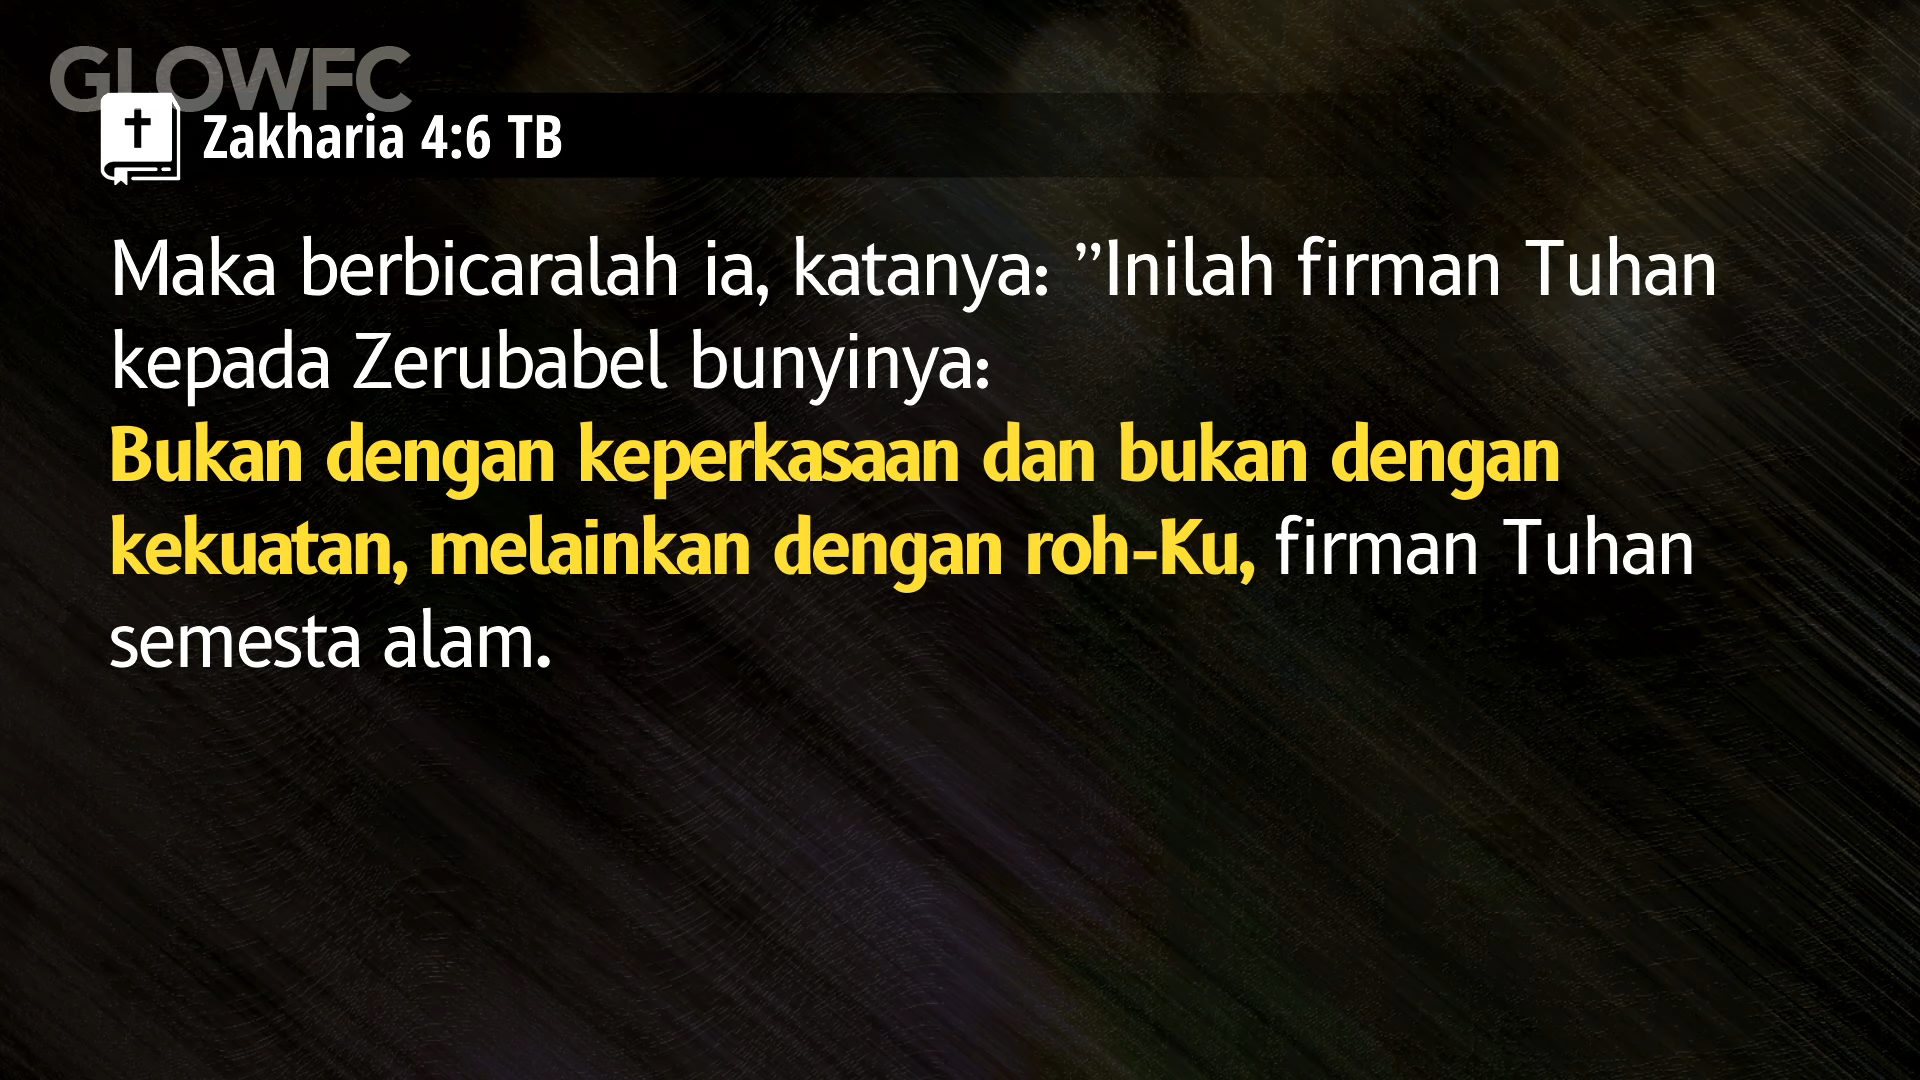 GLOWFC
Zakharia 4:6 TB
Maka berbicaralah ia, katanya: ”Inilah firman Tuhan
kepada Zerubabel bunyinya:
Bukan dengan keperkasaan dan bukan dengan
kekuatan, melainkan dengan roh-Ku, firman Tuhan
semesta alam.